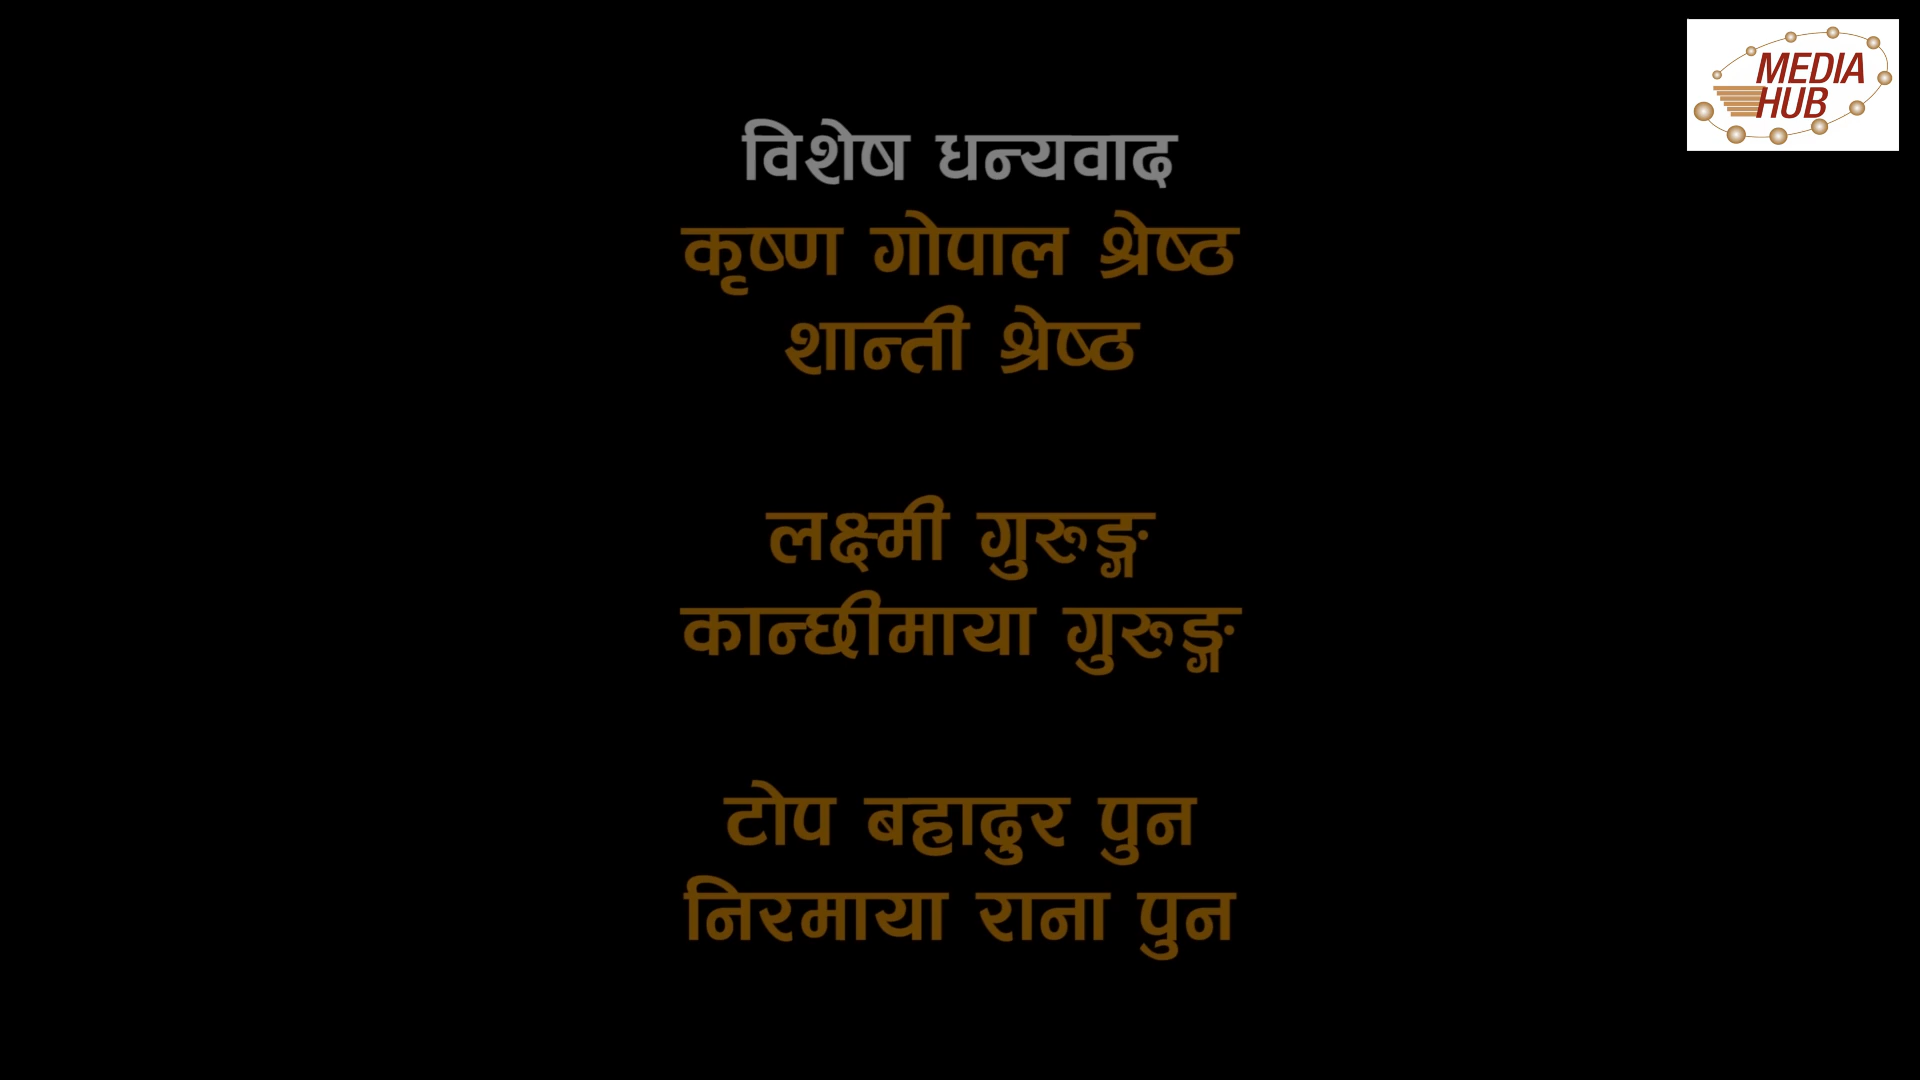 MEDIA
HUB
विशेष धन्यवाद
कृष्ण गोपाल श्रेष्ठ
शान्ती श्रेष्ठ
लक्ष्मी गुरुङ्ग
कान्छीमाया गुरुङ्ग
टोप बहादुर पुन
निरमाया राना पुन